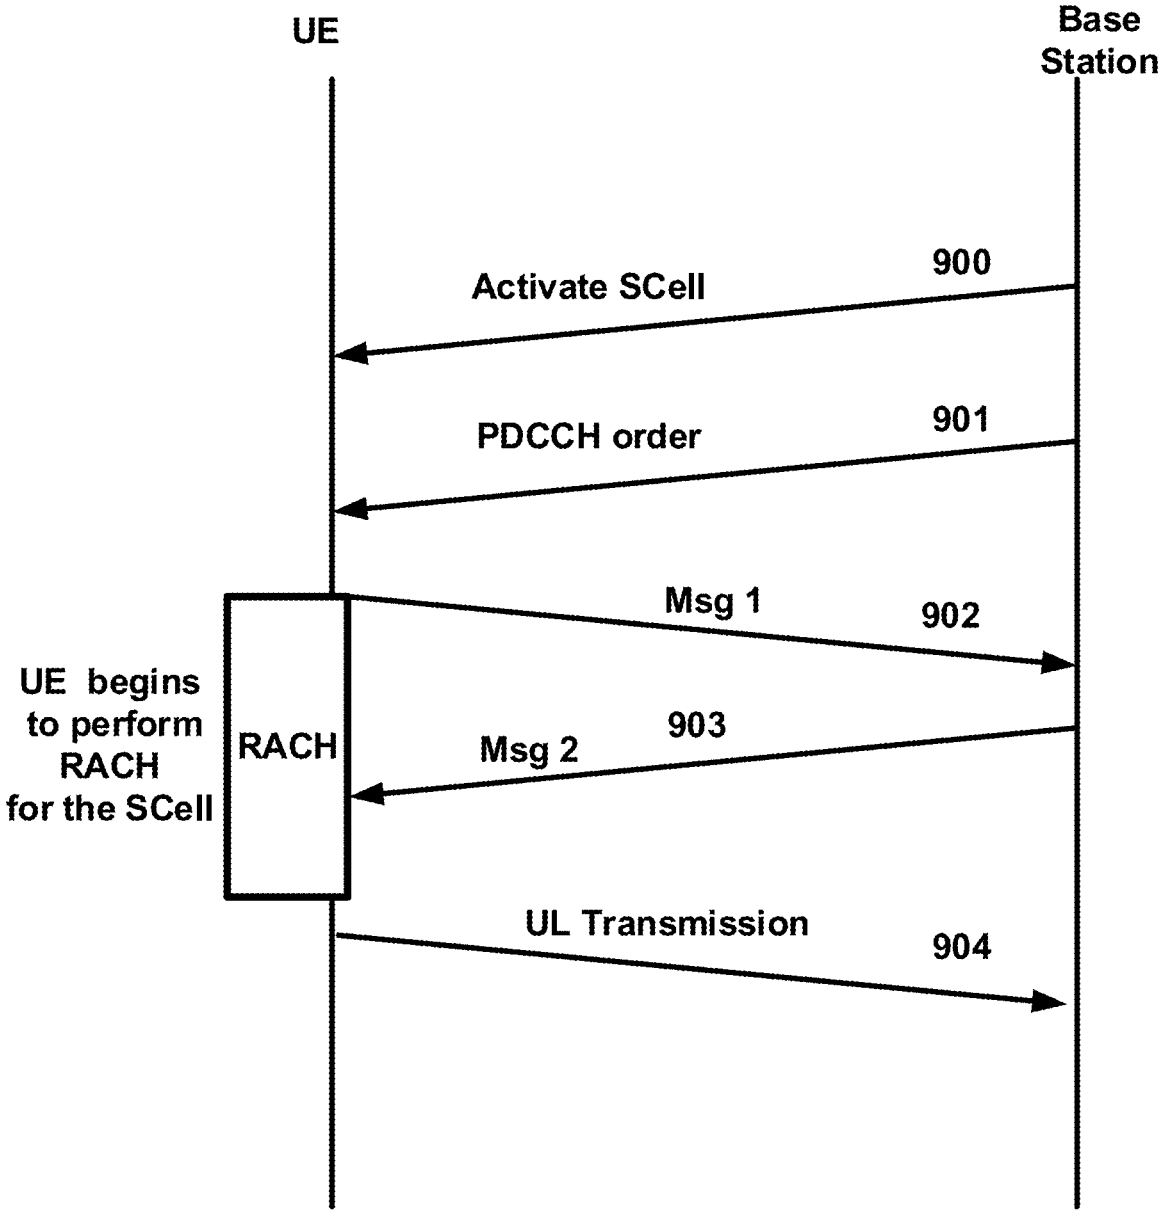 UE
Base
Station
900
Activate SCell
901
PDCCH order
Msg 1
902
UE begins
to perform
RACH
for the SCell
RACH
903
Msg 2
UL Transmission
904